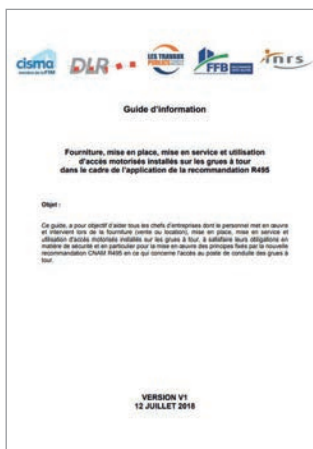 cisma
DLR
LES TRAVAUX
PUBLICS
FFB
inrs
Guide d'information
Fourniture, mise en place, mise en service et utilisation
d'accès motorisés installés sur les grues à tour
dans le cadre de l'application de la recommandation R495
Objet :
Ce guide, a pour objectif d'aider tous les chefs d'entreprises dont le personnel met en œuvre
et intervient lors de la fourniture (vente ou location), mise en place, mise en service et
utilisation d'accès motorisés installés sur les grues à tour, à satisfaire leurs obligations en
matière de sécurité et en particulier pour la mise en œuvre des principes fixés par la nouvelle
recommandation CNAM R495 en ce qui concerne l'accès au poste de conduite des grues à
tour.
VERSION V1
12 JUILLET 2018